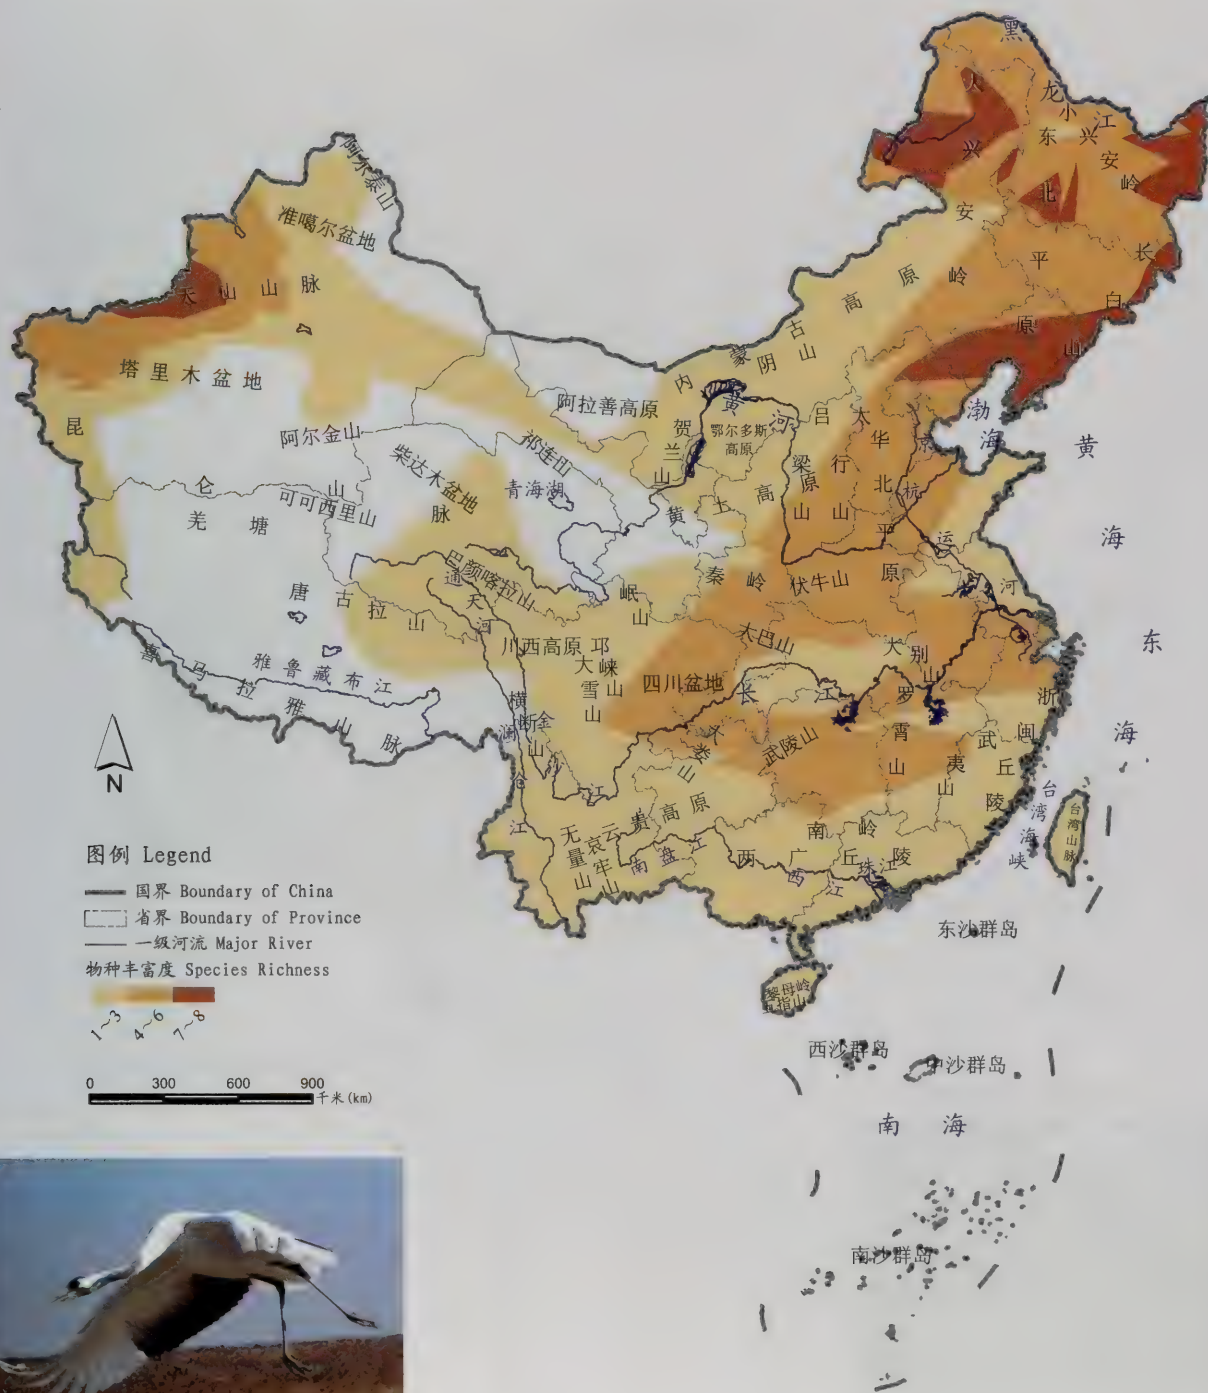 黑
龙
江
小
兴
安
岭
大
兴
安
岭
东
北
平
原
长
白
山
阿尔泰山
准噶尔盆地
天山山脉
塔里木盆地
内蒙古高原
阴山
阿拉善高原
贺兰山
黄河
鄂尔多斯
高原
吕梁山
太行山
华北平原
京杭运河
渤海
黄海
昆仑山脉
阿尔金山
祁连山
柴达木盆地
青海湖
可可西里山
羌塘
黄土高原
秦岭
伏牛山
巴颜喀拉山
通天河
岷山
唐古拉山
川西高原
邛崃山
大雪山
大巴山
大别山
四川盆地
长江
罗霄山
东海
喜马拉雅山脉
雅鲁藏布江
横断山
金
澜沧江
大娄山
武陵山
武夷山
浙闽丘陵
江
台湾海峡
台湾山脉
无量山
哀牢山
云贵高原
南盘江
南岭
两广丘陵
西江
珠江
N
图例 Legend
国界 Boundary of China
省界 Boundary of Province
一级河流 Major River
物种丰富度 Species Richness
1~3
4~6
7~8
0 300 600 900
千米(km)
东沙群岛
黎母岭
五指山
西沙群岛
中沙群岛
南海
南沙群岛